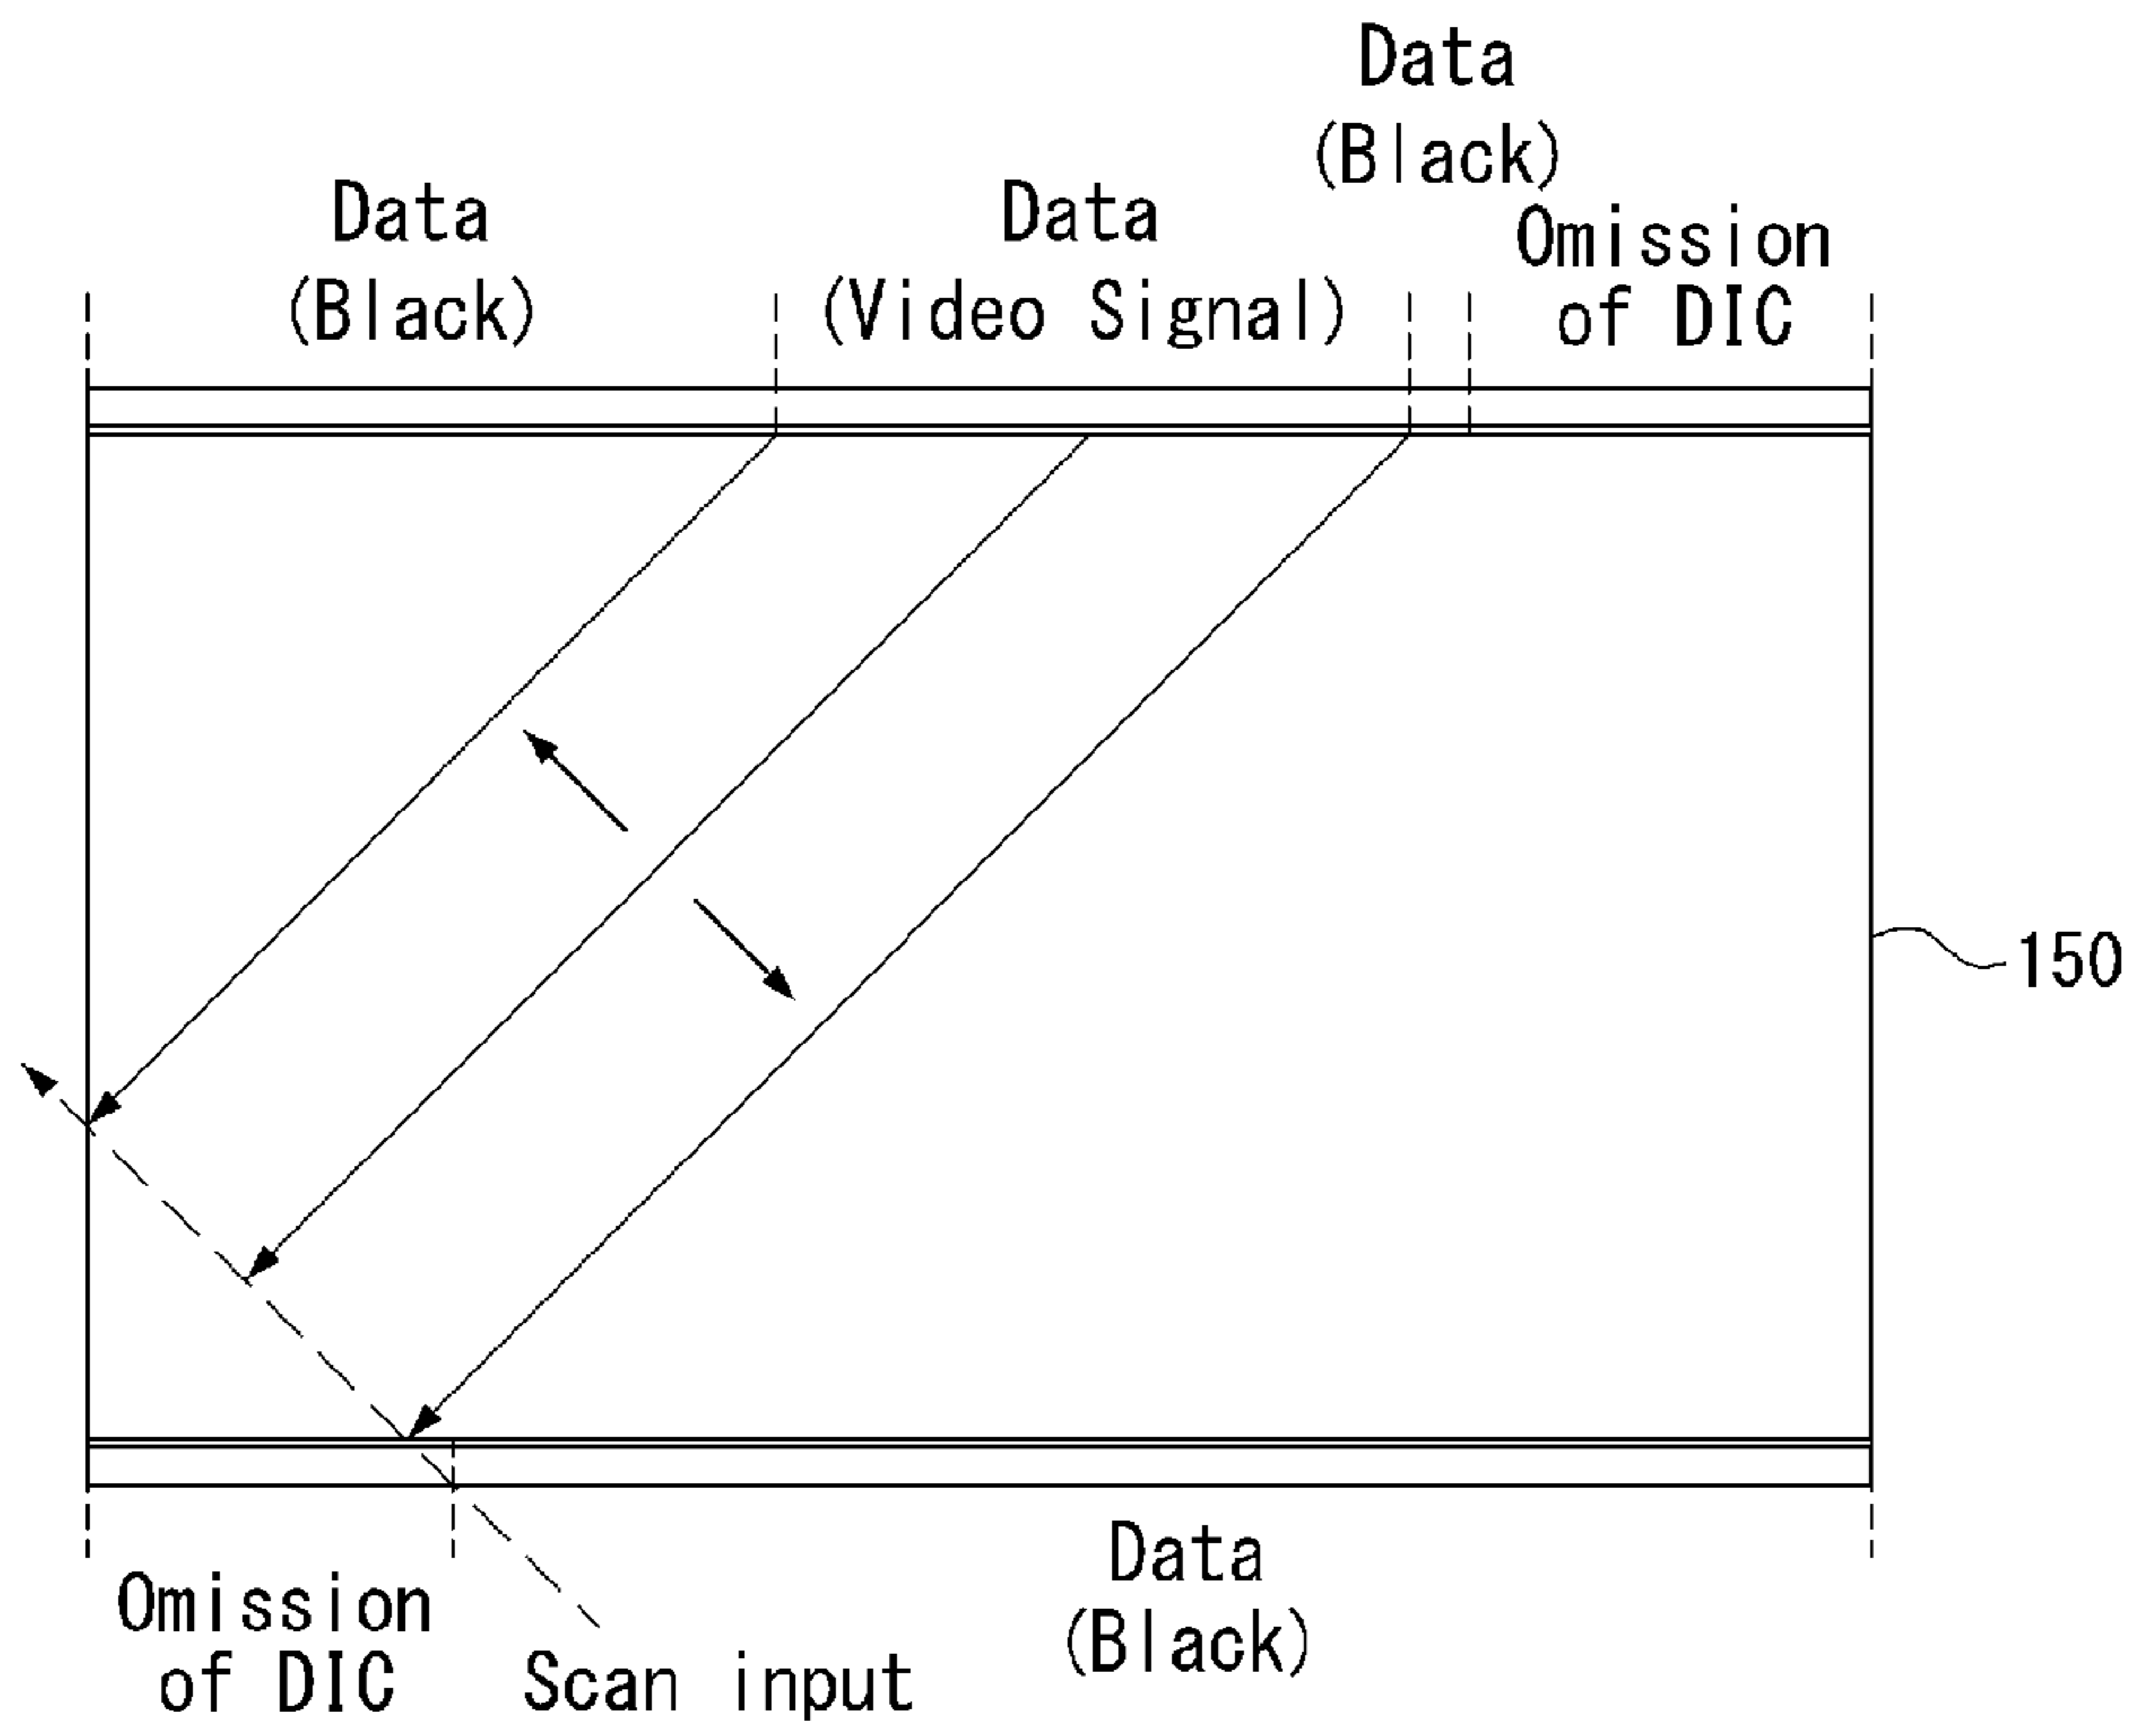 Data
(Black)
Data
(Black)
Data
(Video Signal)
Omission
of DIC
150
Omission
of DIC
Scan input
Data
(Black)